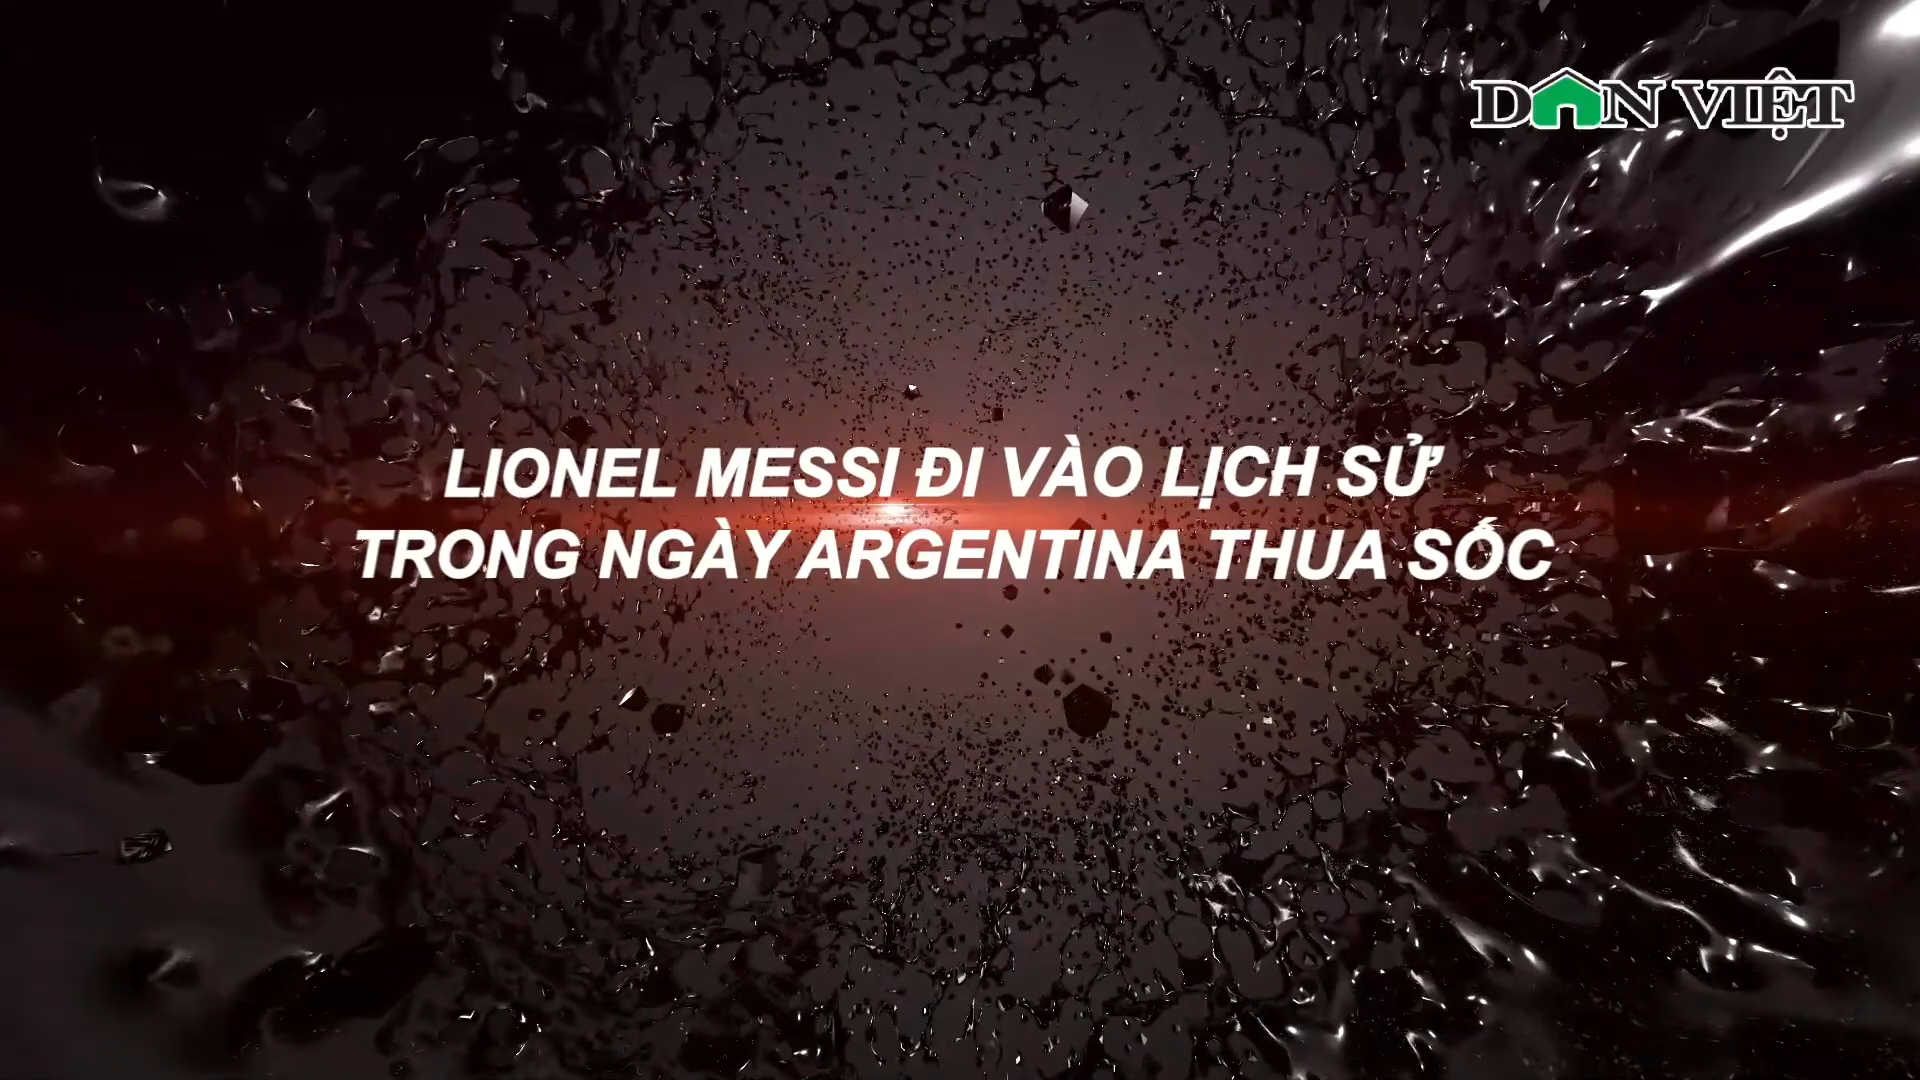 DÂN VIỆT
LIONEL MESSI ĐI VÀO LỊCH SỬ
TRONG NGÀY ARGENTINA THUA SỐC